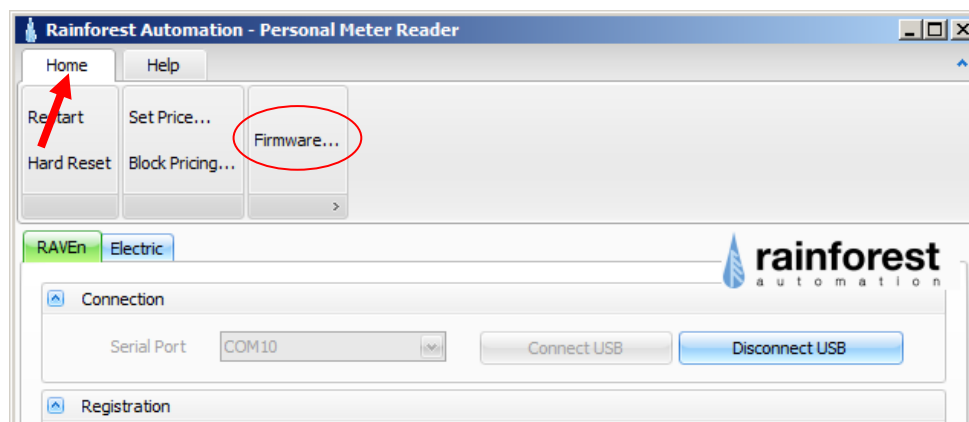 Rainforest Automation - Personal Meter Reader
Home Help
Restart Set Price...
Firmware...
Hard Reset Block Pricing...
RAVEn Electric
rainforest
automation
Connection
Serial Port COM10 Connect USB Disconnect USB
Registration